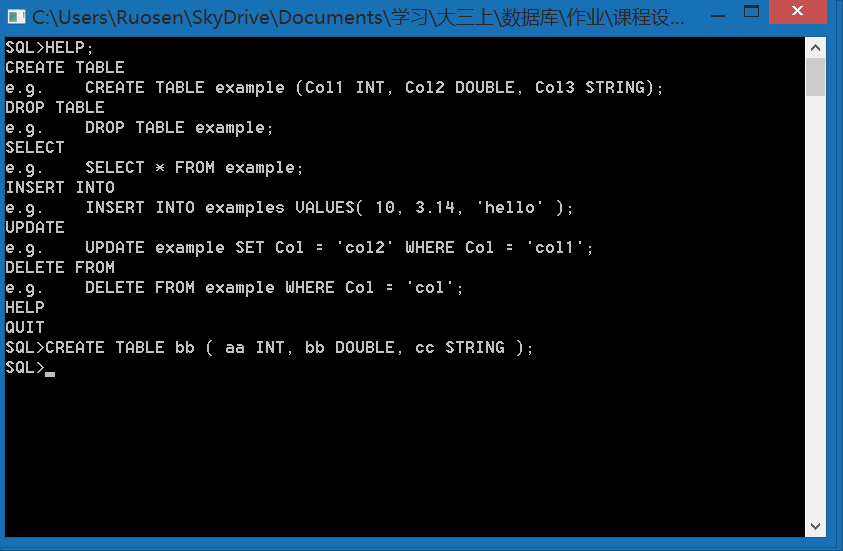 C:\Users\Ruosen\SkyDrive\Documents\学习\大三上\数据库\作业\课程设...
SQL>HELP;
CREATE TABLE
e.g.    CREATE TABLE example (Col1 INT, Col2 DOUBLE, Col3 STRING);
DROP TABLE
e.g.    DROP TABLE example;
SELECT
e.g.    SELECT * FROM example;
INSERT INTO
e.g.    INSERT INTO examples VALUES( 10, 3.14, 'hello' );
UPDATE
e.g.    UPDATE example SET Col = 'col2' WHERE Col = 'col1';
DELETE FROM
e.g.    DELETE FROM example WHERE Col = 'col';
HELP
QUIT
SQL>CREATE TABLE bb ( aa INT, bb DOUBLE, cc STRING );
SQL>_